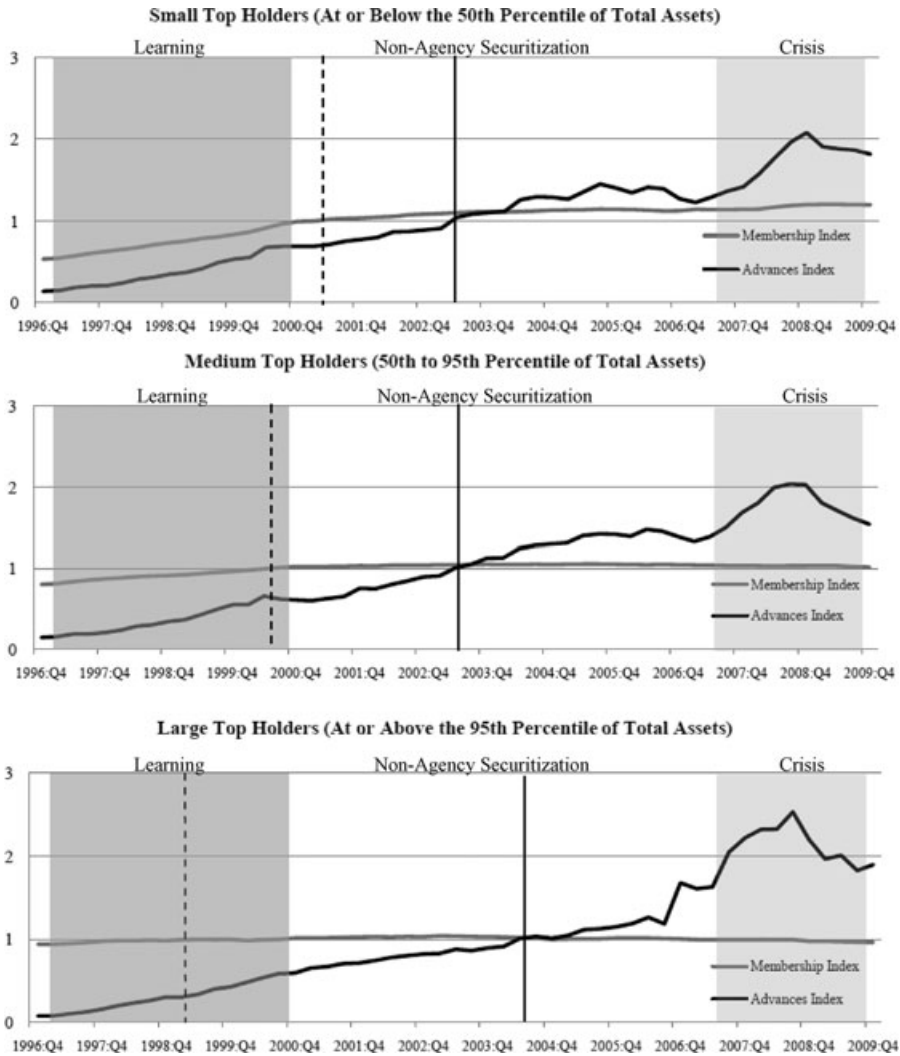 Small Top Holders (At or Below the 50th Percentile of Total Assets)
Learning Non-Agency Securitization Crisis
3
2
1
Membership Index
Advances Index
0
1996:Q4 1997:Q4 1998:Q4 1999:Q4 2000:Q4 2001:Q4 2002:Q4 2003:Q4 2004:Q4 2005:Q4 2006:Q4 2007:Q4 2008:Q4 2009:Q4
Medium Top Holders (50th to 95th Percentile of Total Assets)
Learning Non-Agency Securitization Crisis
3
2
1
Membership Index
Advances Index
0
1996:Q4 1997:Q4 1998:Q4 1999:Q4 2000:Q4 2001:Q4 2002:Q4 2003:Q4 2004:Q4 2005:Q4 2006:Q4 2007:Q4 2008:Q4 2009:Q4
Large Top Holders (At or Above the 95th Percentile of Total Assets)
Learning Non-Agency Securitization Crisis
3
2
1
Membership Index
Advances Index
0
1996:Q4 1997:Q4 1998:Q4 1999:Q4 2000:Q4 2001:Q4 2002:Q4 2003:Q4 2004:Q4 2005:Q4 2006:Q4 2007:Q4 2008:Q4 2009:Q4